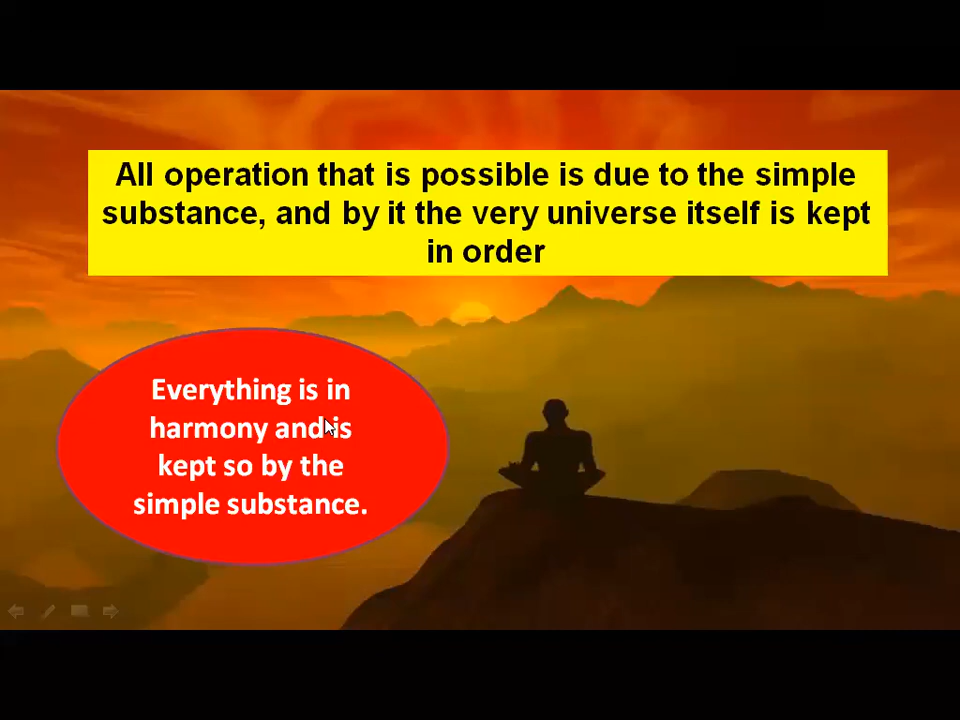 All operation that is possible is due to the simple
substance, and by it the very universe itself is kept
in order
Everything is in
harmony and is
kept so by the
simple substance.